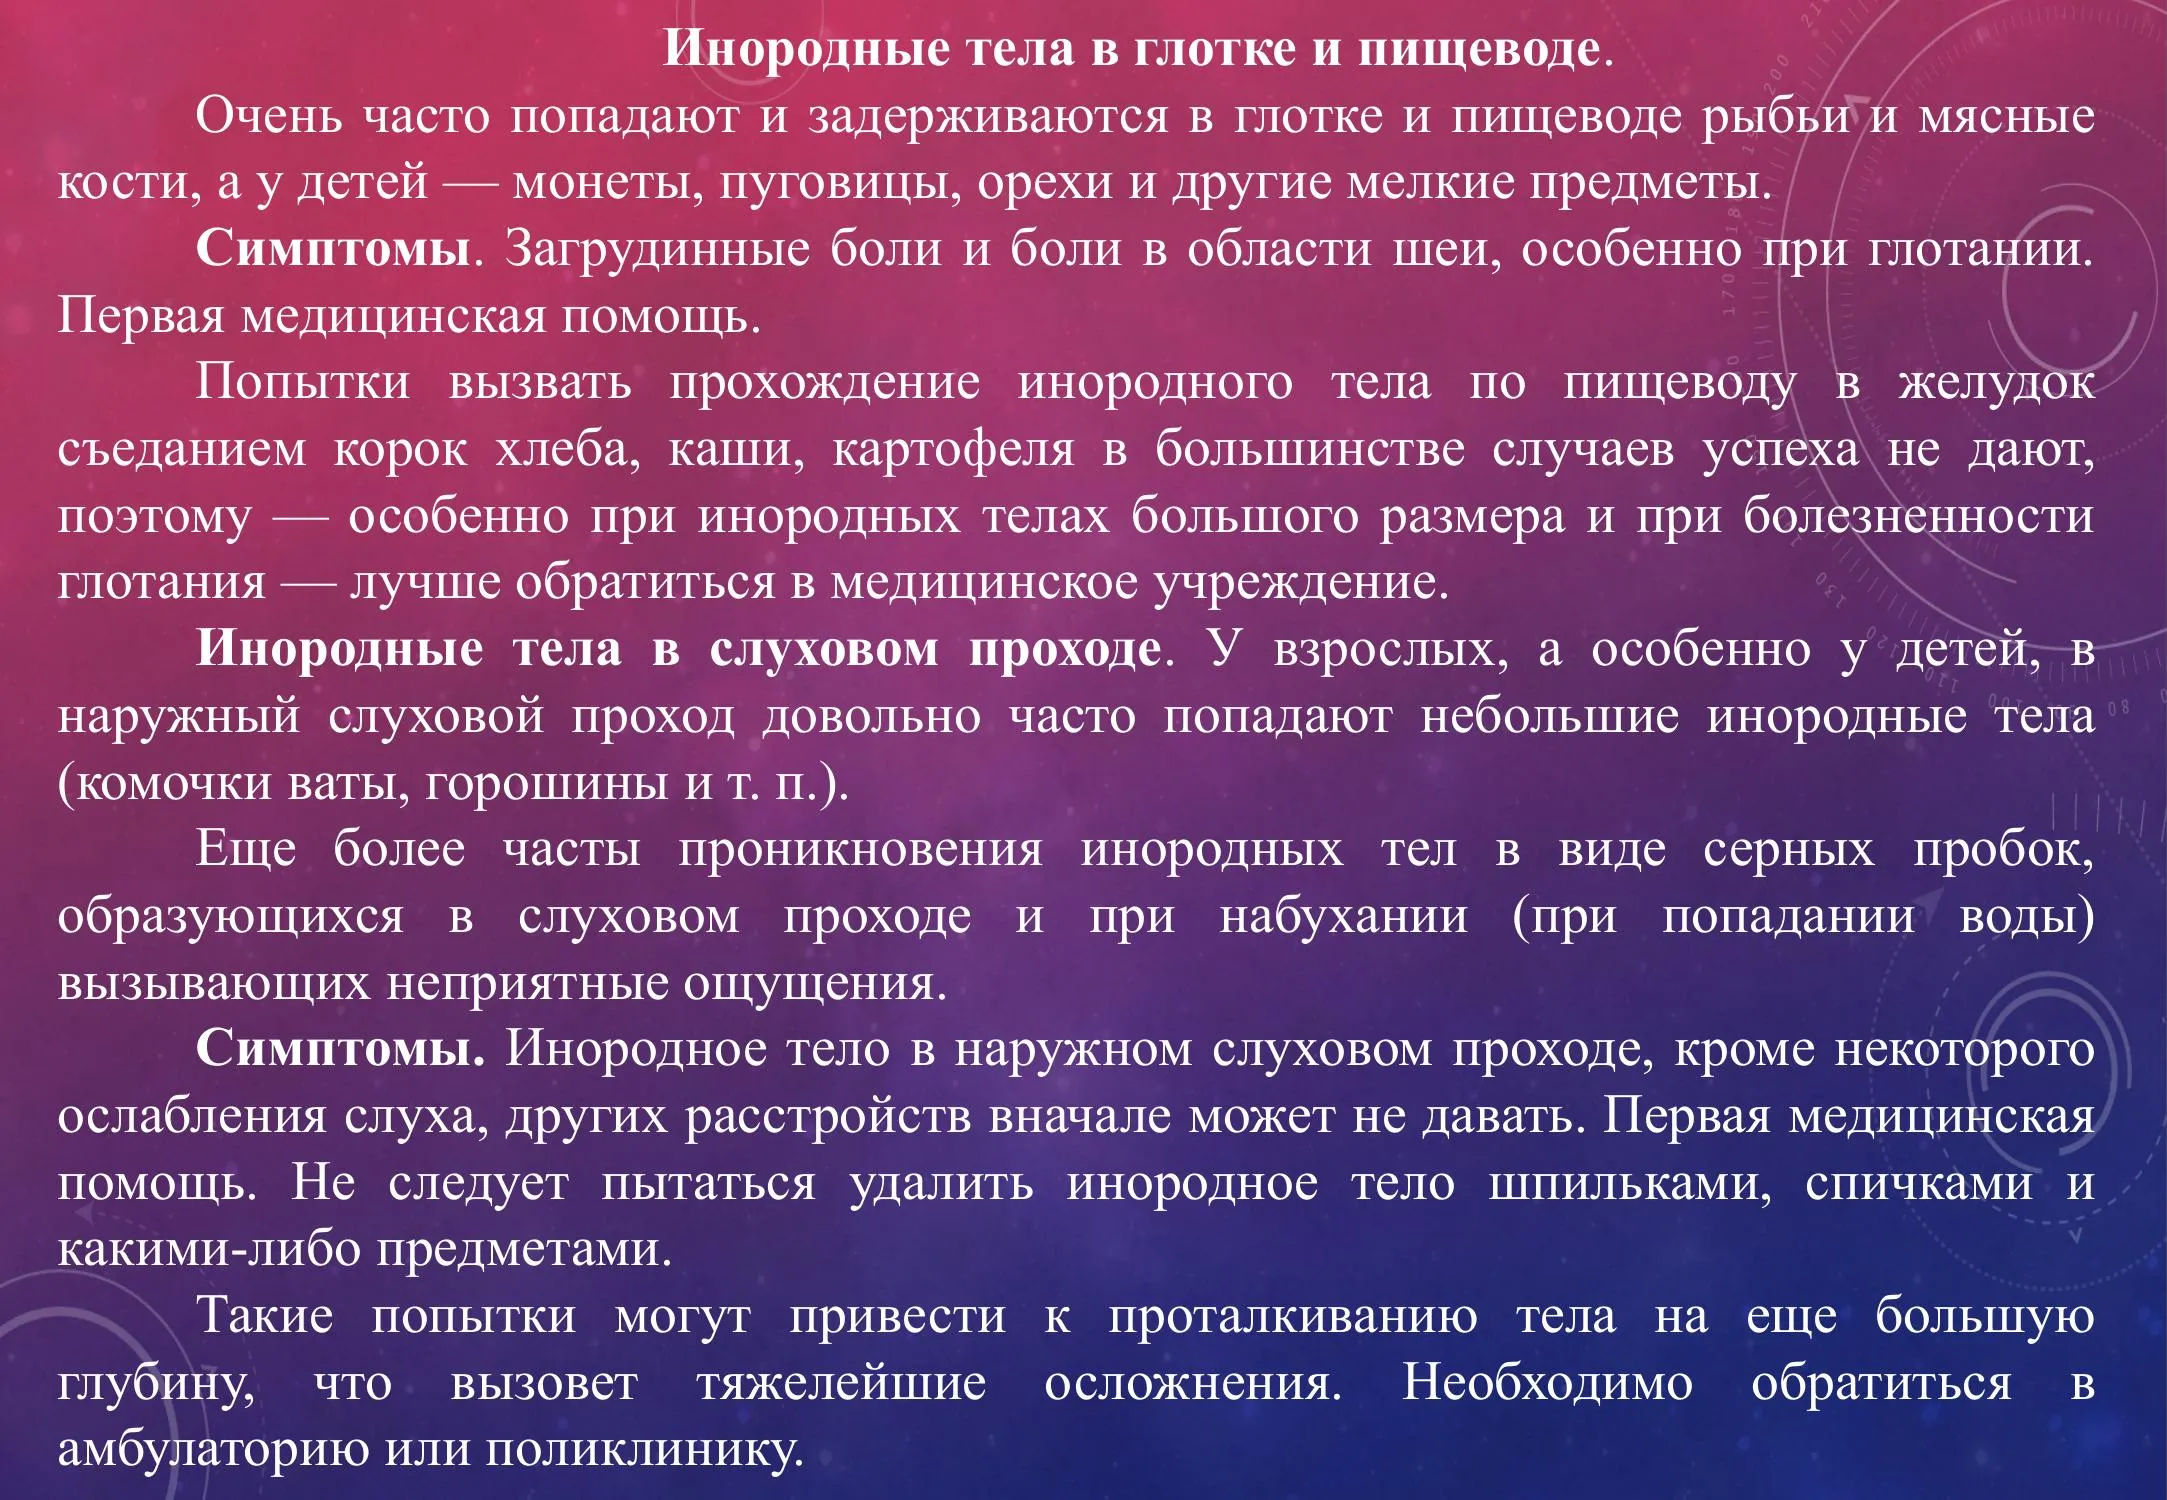 Инородные тела в глотке и пищеводе.
Очень часто попадают и задерживаются в глотке и пищеводе рыбьи и мясные
кости, а у детей — монеты, пуговицы, орехи и другие мелкие предметы.
Симптомы. Загрудинные боли и боли в области шеи, особенно при глотании.
Первая медицинская помощь.
Попытки вызвать прохождение инородного тела по пищеводу в желудок
съеданием корок хлеба, каши, картофеля в большинстве случаев успеха не дают,
поэтому — особенно при инородных телах большого размера и при болезненности
глотания — лучше обратиться в медицинское учреждение.
Инородные тела в слуховом проходе. У взрослых, а особенно у детей, в
наружный слуховой проход довольно часто попадают небольшие инородные тела
(комочки ваты, горошины и т. п.).
Еще более часты проникновения инородных тел в виде серных пробок,
образующихся в слуховом проходе и при набухании (при попадании воды)
вызывающих неприятные ощущения.
Симптомы. Инородное тело в наружном слуховом проходе, кроме некоторого
ослабления слуха, других расстройств вначале может не давать. Первая медицинская
помощь. Не следует пытаться удалить инородное тело шпильками, спичками и
какими-либо предметами.
Такие попытки могут привести к проталкиванию тела на еще большую
глубину, что вызовет тяжелейшие осложнения. Необходимо обратиться в
амбулаторию или поликлинику.